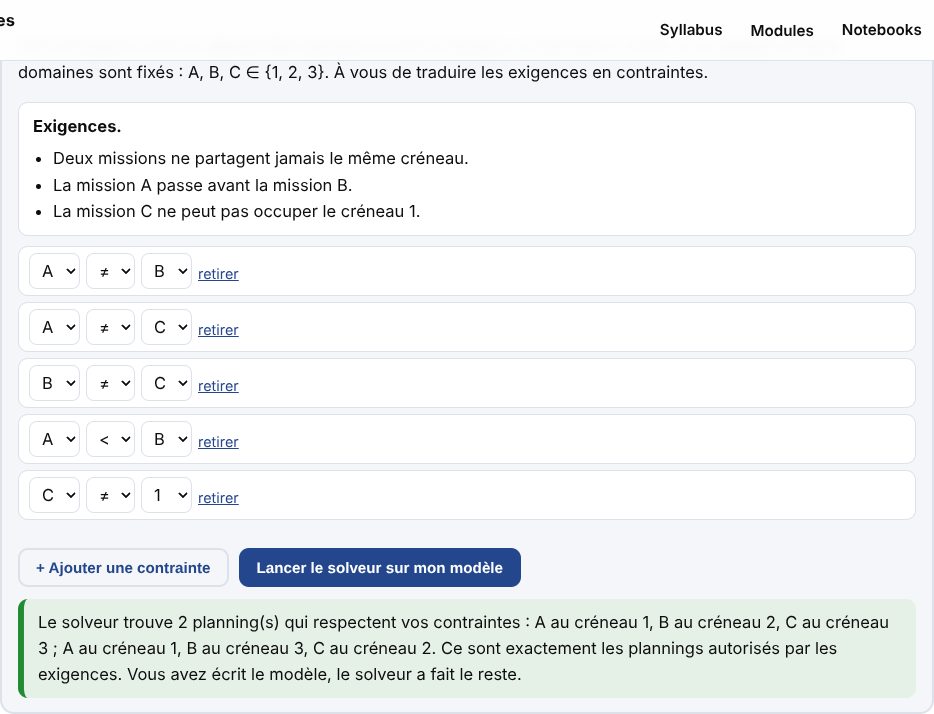 es
Syllabus Modules Notebooks
domaines sont fixés : A, B, C ∈ {1, 2, 3}. À vous de traduire les exigences en contraintes.
Exigences.
• Deux missions ne partagent jamais le même créneau.
• La mission A passe avant la mission B.
• La mission C ne peut pas occuper le créneau 1.
A ≠ B retirer
A ≠ C retirer
B ≠ C retirer
A < B retirer
C ≠ 1 retirer
+ Ajouter une contrainte Lancer le solveur sur mon modèle
Le solveur trouve 2 planning(s) qui respectent vos contraintes : A au créneau 1, B au créneau 2, C au créneau
3 ; A au créneau 1, B au créneau 3, C au créneau 2. Ce sont exactement les plannings autorisés par les
exigences. Vous avez écrit le modèle, le solveur a fait le reste.